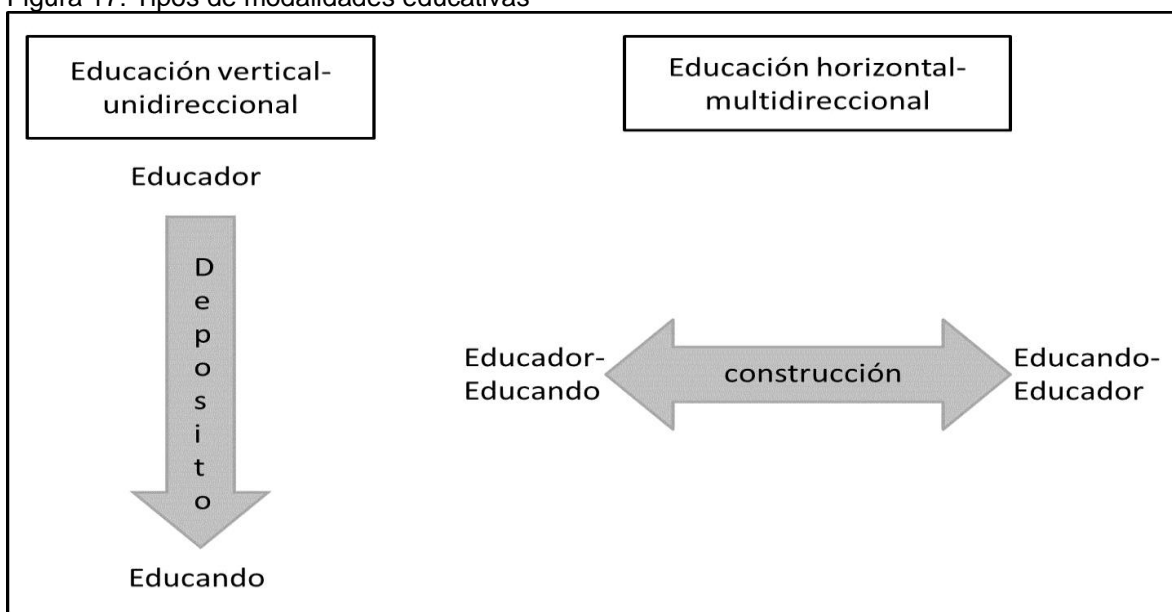 Figura 17. Tipos de modalidades educativas
Educación vertical-
unidireccional
Educador
Deposito
Educando
Educación horizontal-
multidireccional
Educador-
Educando
construcción
Educando-
Educador